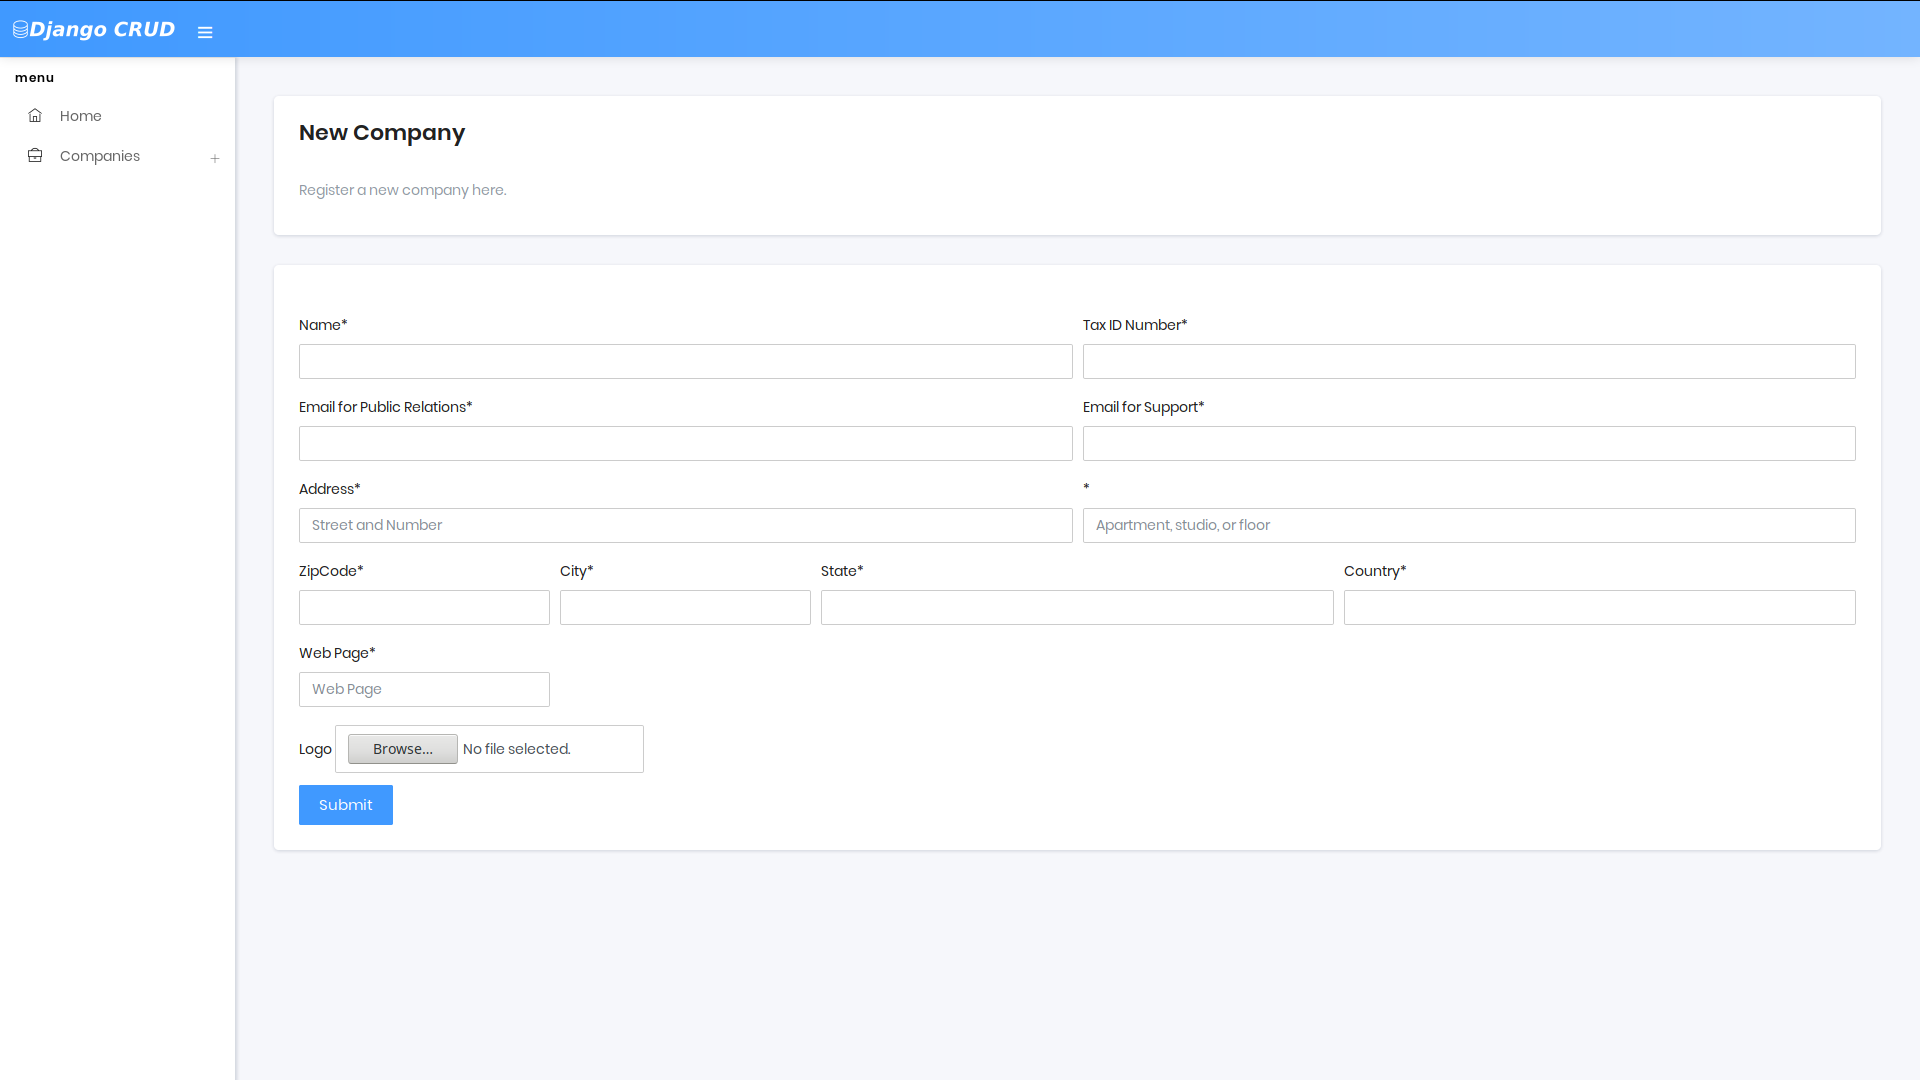 Django CRUD
menu
Home
Companies
New Company
Register a new company here.
Name*
Tax ID Number*
Email for Public Relations*
Email for Support*
Address*
*
Street and Number
Apartment, studio, or floor
ZipCode*
City*
State*
Country*
Web Page*
Web Page
Logo
Browse...
No file selected.
Submit